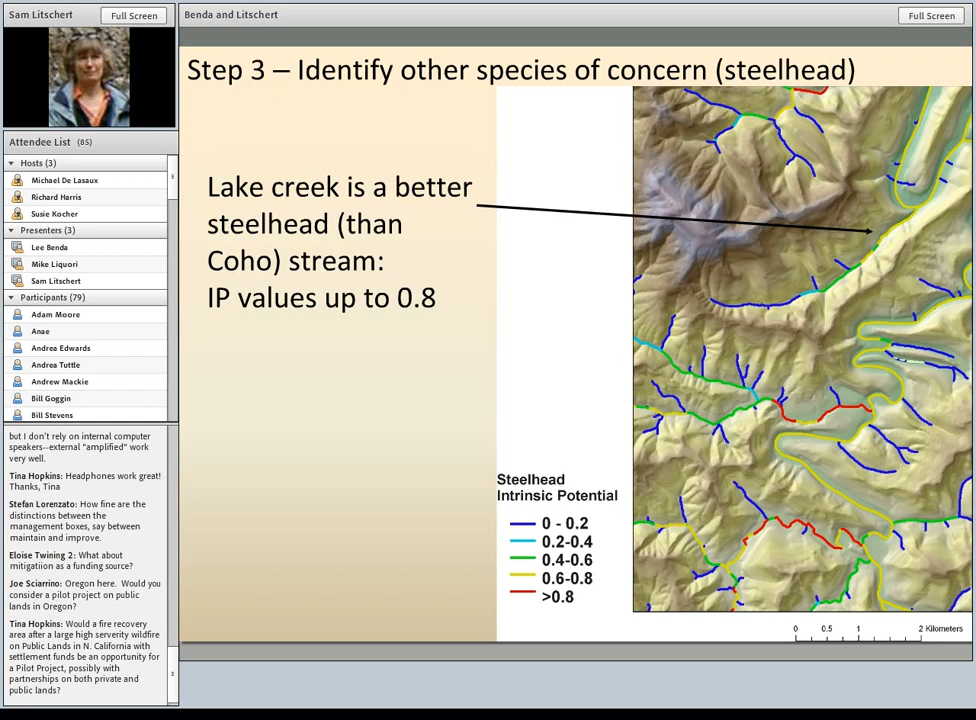 Sam Litschert
Full Screen
Attendee List (85)
Hosts (3)
Michael De Lasaux
Richard Harris
Susie Kocher
Presenters (3)
Lee Benda
Mike Liquori
Sam Litschert
Participants (79)
Adam Moore
Anae
Andrea Edwards
Andrea Tuttle
Andrew Mackie
Bill Goggin
Bill Stevens
but I don't rely on internal computer
speakers--external "amplified" work
very well.
Tina Hopkins: Headphones work great!
Thanks, Tina
Stefan Lorenzato: How fine are the
distinctions between the
management boxes, say between
maintain and improve.
Eloise Twining 2: What about
mitigatiion as a funding source?
Joe Sciarrino: Oregon here. Would you
consider a pilot project on public
lands in Oregon?
Tina Hopkins: Would a fire recovery
area after a large high serverity wildfire
on Public Lands in N. California with
settlement funds be an opportunity for
a Pilot Project, possibly with
partnerships on both private and
public lands?
Benda and Litschert
Full Screen
Step 3 – Identify other species of concern (steelhead)
Lake creek is a better
steelhead (than
Coho) stream:
IP values up to 0.8
Steelhead
Intrinsic Potential
0 - 0.2
0.2-0.4
0.4-0.6
0.6-0.8
>0.8
0 0.5 1 2 Kilometers